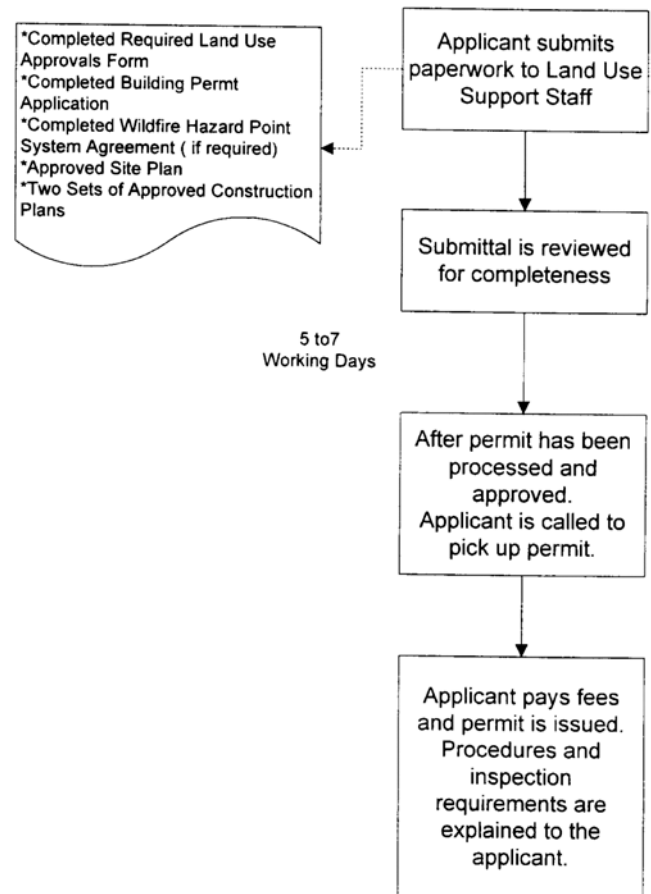 *Completed Required Land Use
Approvals Form
*Completed Building Permt
Application
*Completed Wildfire Hazard Point
System Agreement ( if required)
*Approved Site Plan
*Two Sets of Approved Construction
Plans
Applicant submits
paperwork to Land Use
Support Staff
Submittal is reviewed
for completeness
5 to7
Working Days
After permit has been
processed and
approved.
Applicant is called to
pick up permit.
Applicant pays fees
and permit is issued.
Procedures and
inspection
requirements are
explained to the
applicant.